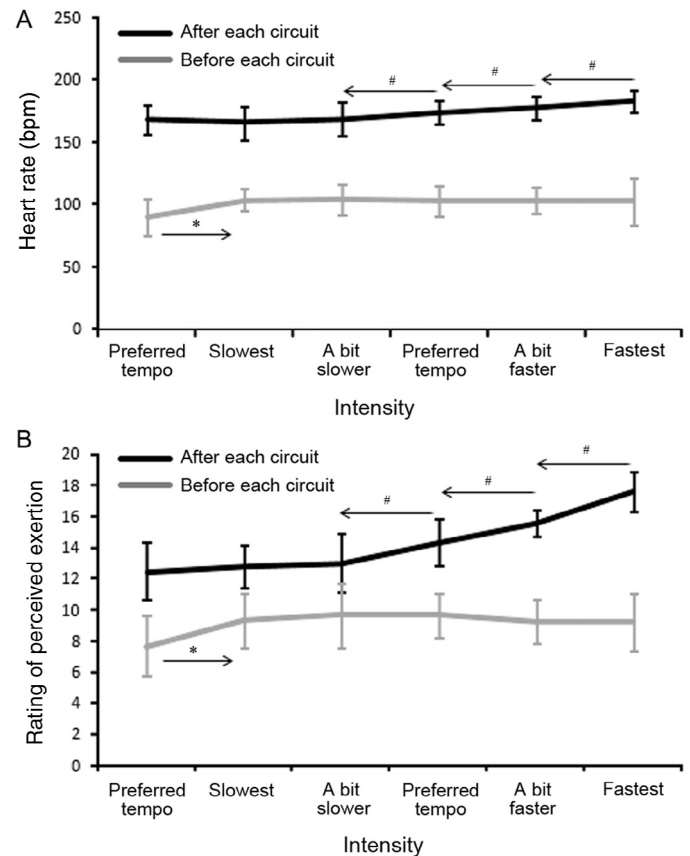 A
250
After each circuit
Before each circuit
200
# # #
150
100
*
50
0
Heart rate (bpm)
Preferred tempo Slowest A bit slower Preferred tempo A bit faster Fastest
Intensity
B
20
After each circuit
Before each circuit
18
# # #
16
14
12
10
8
*
6
4
2
0
Rating of perceived exertion
Preferred tempo Slowest A bit slower Preferred tempo A bit faster Fastest
Intensity